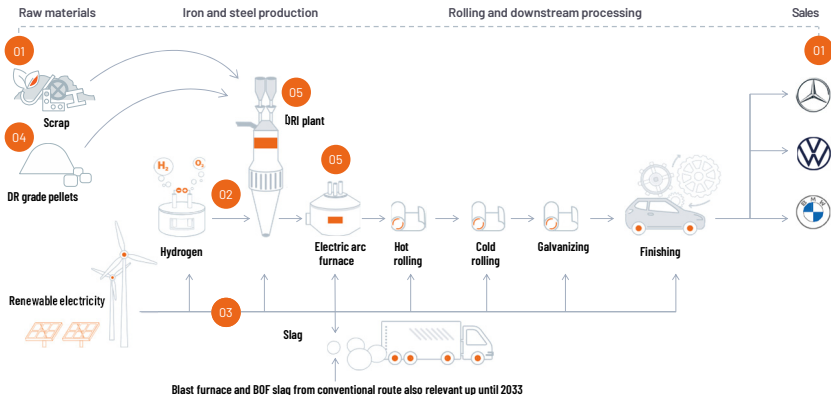 Raw materials
Iron and steel production
Rolling and downstream processing
Sales
01
01
Scrap
05
DRI plant
04
DR grade pellets
H₂
O₂
02
05
Hydrogen
Electric arc
furnace
Hot
rolling
Cold
rolling
Galvanizing
Finishing
BMW
Renewable electricity
03
Slag
Blast furnace and BOF slag from conventional route also relevant up until 2033